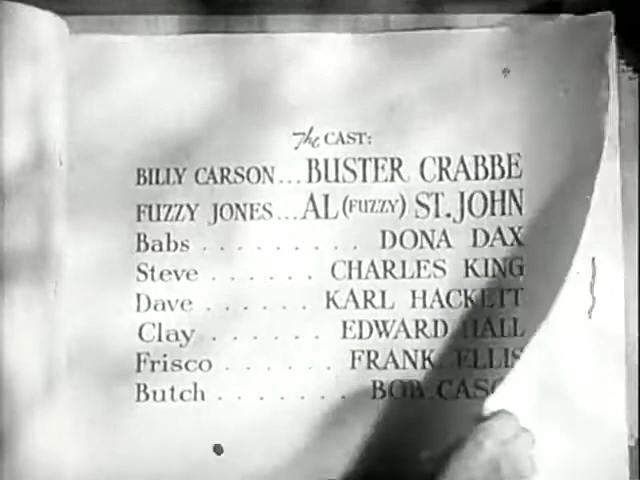 The CAST:
BILLY CARSON...BUSTER CRABBE
FUZZY JONES...AL (FUZZY) ST. JOHN
Babs . . . . . . . . . DONA DAX
Steve . . . . . . CHARLES KING
Dave . . . . . . KARL HACKETT
Clay . . . . . . EDWARD HALL
Frisco . . . . . . FRANK ELLIS
Butch . . . . . . . BOB